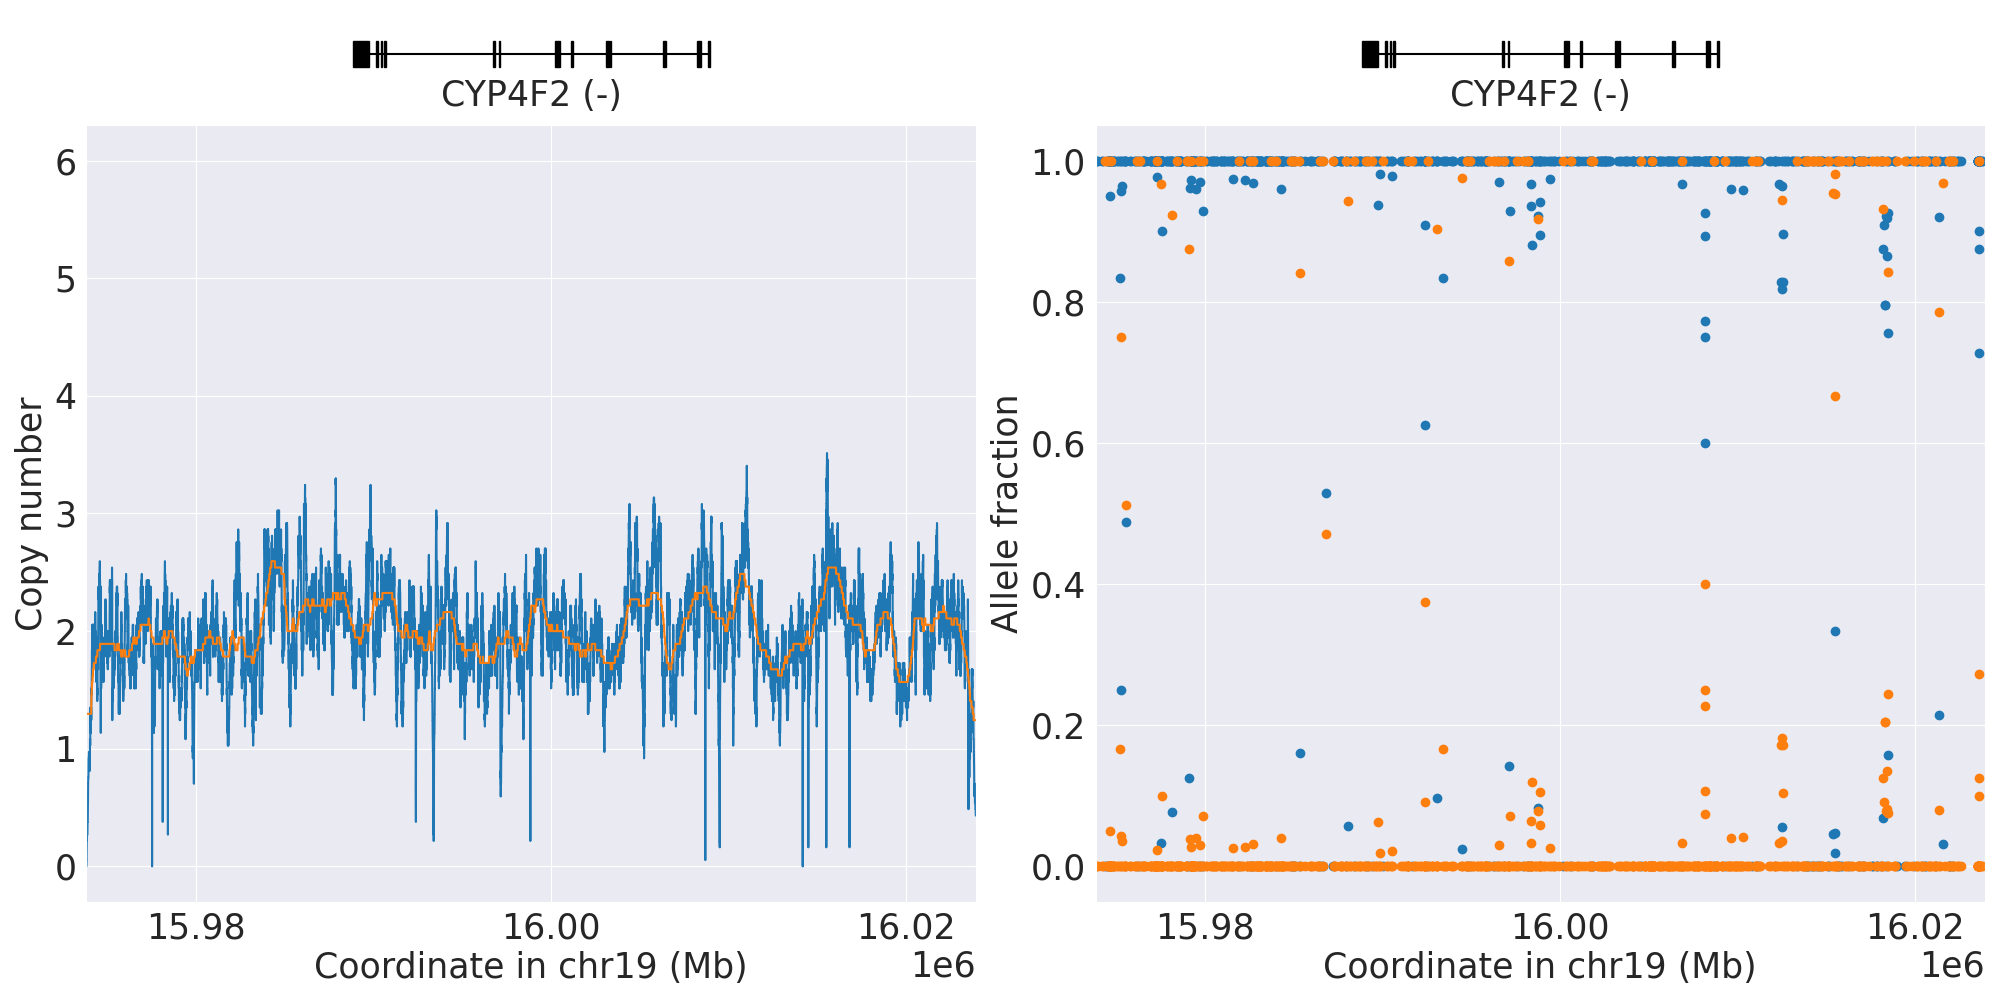 CYP4F2 (-)
6
5
4
3
2
1
0
Copy number
15.98
16.00
16.02
Coordinate in chr19 (Mb)
1e6
CYP4F2 (-)
1.0
0.8
0.6
0.4
0.2
0.0
Allele fraction
15.98
16.00
16.02
Coordinate in chr19 (Mb)
1e6